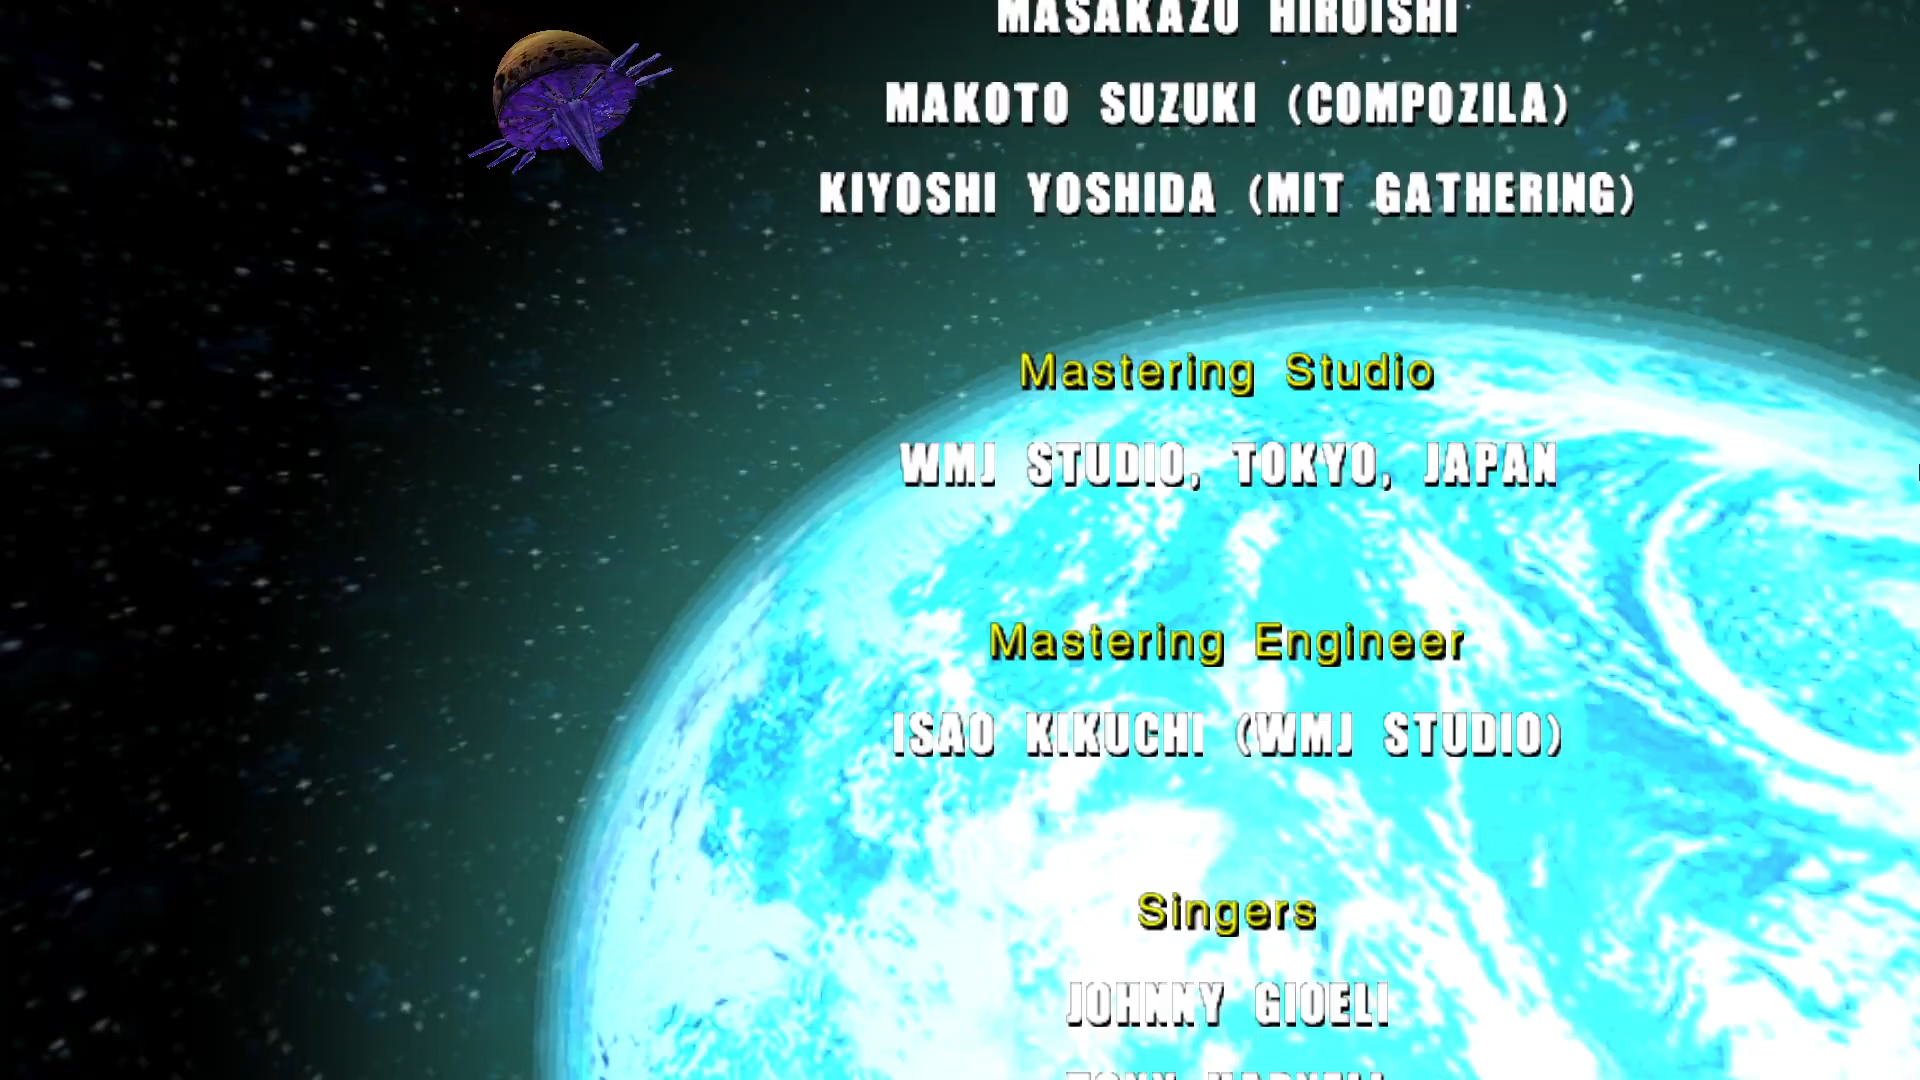 MASAKAZU HIROISHI
MAKOTO SUZUKI (COMPOZILA)
KIYOSHI YOSHIDA (MIT GATHERING)
Mastering Studio
WMJ STUDIO, TOKYO, JAPAN
Mastering Engineer
ISAO KIKUCHI (WMJ STUDIO)
Singers
JOHNNY GIOELI